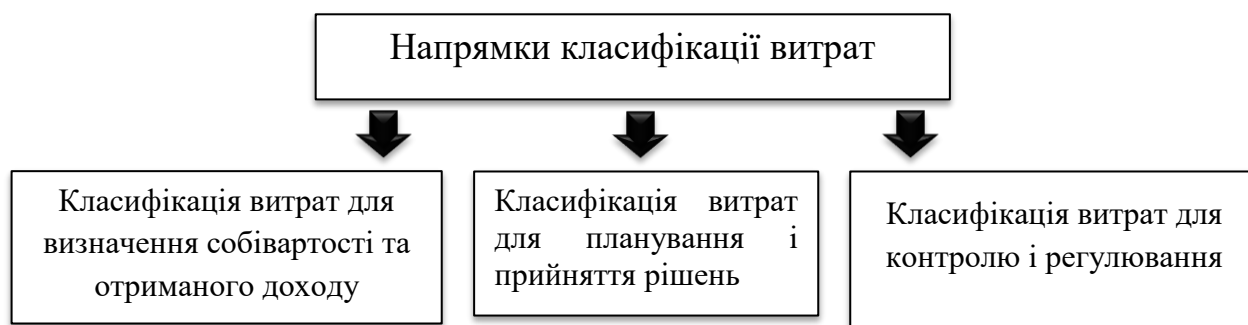 Напрямки класифікації витрат
Класифікація витрат для
визначення собівартості та
отриманого доходу
Класифікація витрат
для планування і
прийняття рішень
Класифікація витрат для
контролю і регулювання